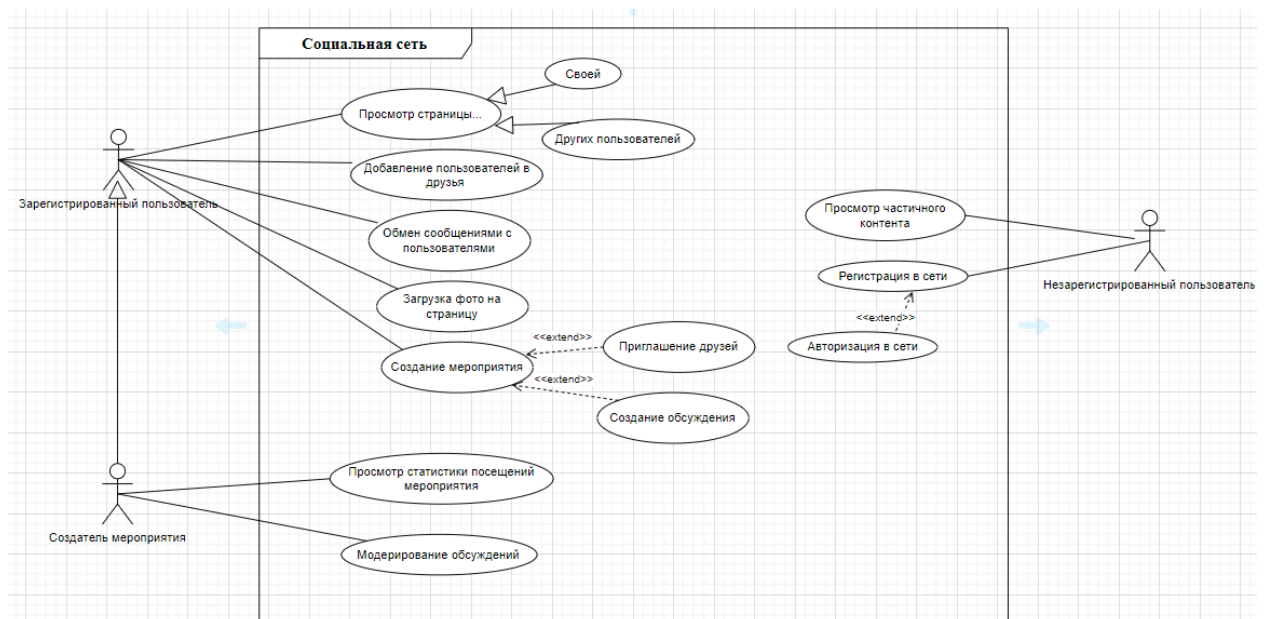 Социальная сеть
Своей
Просмотр страницы...
Других пользователей
Добавление пользователей в
друзья
Зарегистрированный пользователь
Обмен сообщениями с
пользователями
Просмотр частичного
контента
Регистрация в сети
Незарегистрированный пользователь
Загрузка фото на
страницу
<<extend>>
Авторизация в сети
<<extend>>
Приглашение друзей
Создание мероприятия
<<extend>>
Создание обсуждения
Просмотр статистики посещений
мероприятия
Создатель мероприятия
Модерирование обсуждений